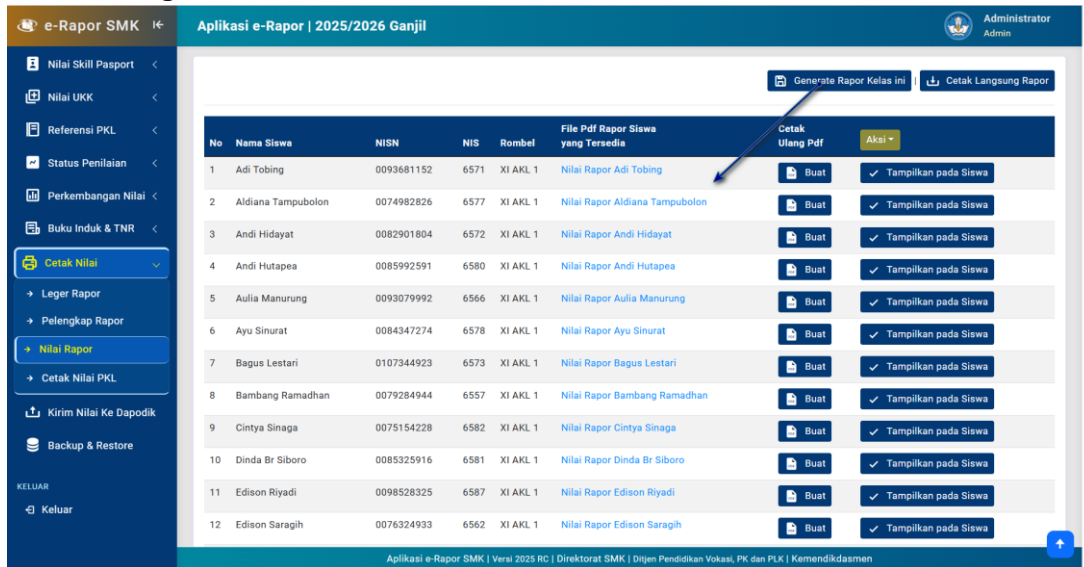 e-Rapor SMK
Aplikasi e-Rapor | 2025/2026 Ganjil
Administrator
Admin
Nilai Skill Pasport
Nilai UKK
Referensi PKL
Status Penilaian
Perkembangan Nilai
Buku Induk & TNR
Cetak Nilai
Leger Rapor
Pelengkap Rapor
Nilai Rapor
Cetak Nilai PKL
Kirim Nilai Ke Dapodik
Backup & Restore
KELUAR
Keluar
Generate Rapor Kelas ini | Cetak Langsung Rapor
No Nama Siswa NISN NIS Rombel File Pdf Rapor Siswa yang Tersedia Cetak Ulang Pdf Aksi
1 Adi Tobing 0093681152 6571 XI AKL 1 Nilai Rapor Adi Tobing Buat Tampilkan pada Siswa
2 Aldiana Tampubolon 0074982826 6577 XI AKL 1 Nilai Rapor Aldiana Tampubolon Buat Tampilkan pada Siswa
3 Andi Hidayat 0082901804 6572 XI AKL 1 Nilai Rapor Andi Hidayat Buat Tampilkan pada Siswa
4 Andi Hutapea 0085992591 6580 XI AKL 1 Nilai Rapor Andi Hutapea Buat Tampilkan pada Siswa
5 Aulia Manurung 0093079992 6566 XI AKL 1 Nilai Rapor Aulia Manurung Buat Tampilkan pada Siswa
6 Ayu Sinurat 0084347274 6578 XI AKL 1 Nilai Rapor Ayu Sinurat Buat Tampilkan pada Siswa
7 Bagus Lestari 0107344923 6573 XI AKL 1 Nilai Rapor Bagus Lestari Buat Tampilkan pada Siswa
8 Bambang Ramadhan 0079284944 6557 XI AKL 1 Nilai Rapor Bambang Ramadhan Buat Tampilkan pada Siswa
9 Cintya Sinaga 0075154228 6582 XI AKL 1 Nilai Rapor Cintya Sinaga Buat Tampilkan pada Siswa
10 Dinda Br Siboro 0085325916 6581 XI AKL 1 Nilai Rapor Dinda Br Siboro Buat Tampilkan pada Siswa
11 Edison Riyadi 0098528325 6587 XI AKL 1 Nilai Rapor Edison Riyadi Buat Tampilkan pada Siswa
12 Edison Saragih 0076324933 6562 XI AKL 1 Nilai Rapor Edison Saragih Buat Tampilkan pada Siswa
Aplikasi e-Rapor SMK | Versi 2025 RC | Direktorat SMK | Ditjen Pendidikan Vokasi, PK dan PLK | Kemendikdasmen